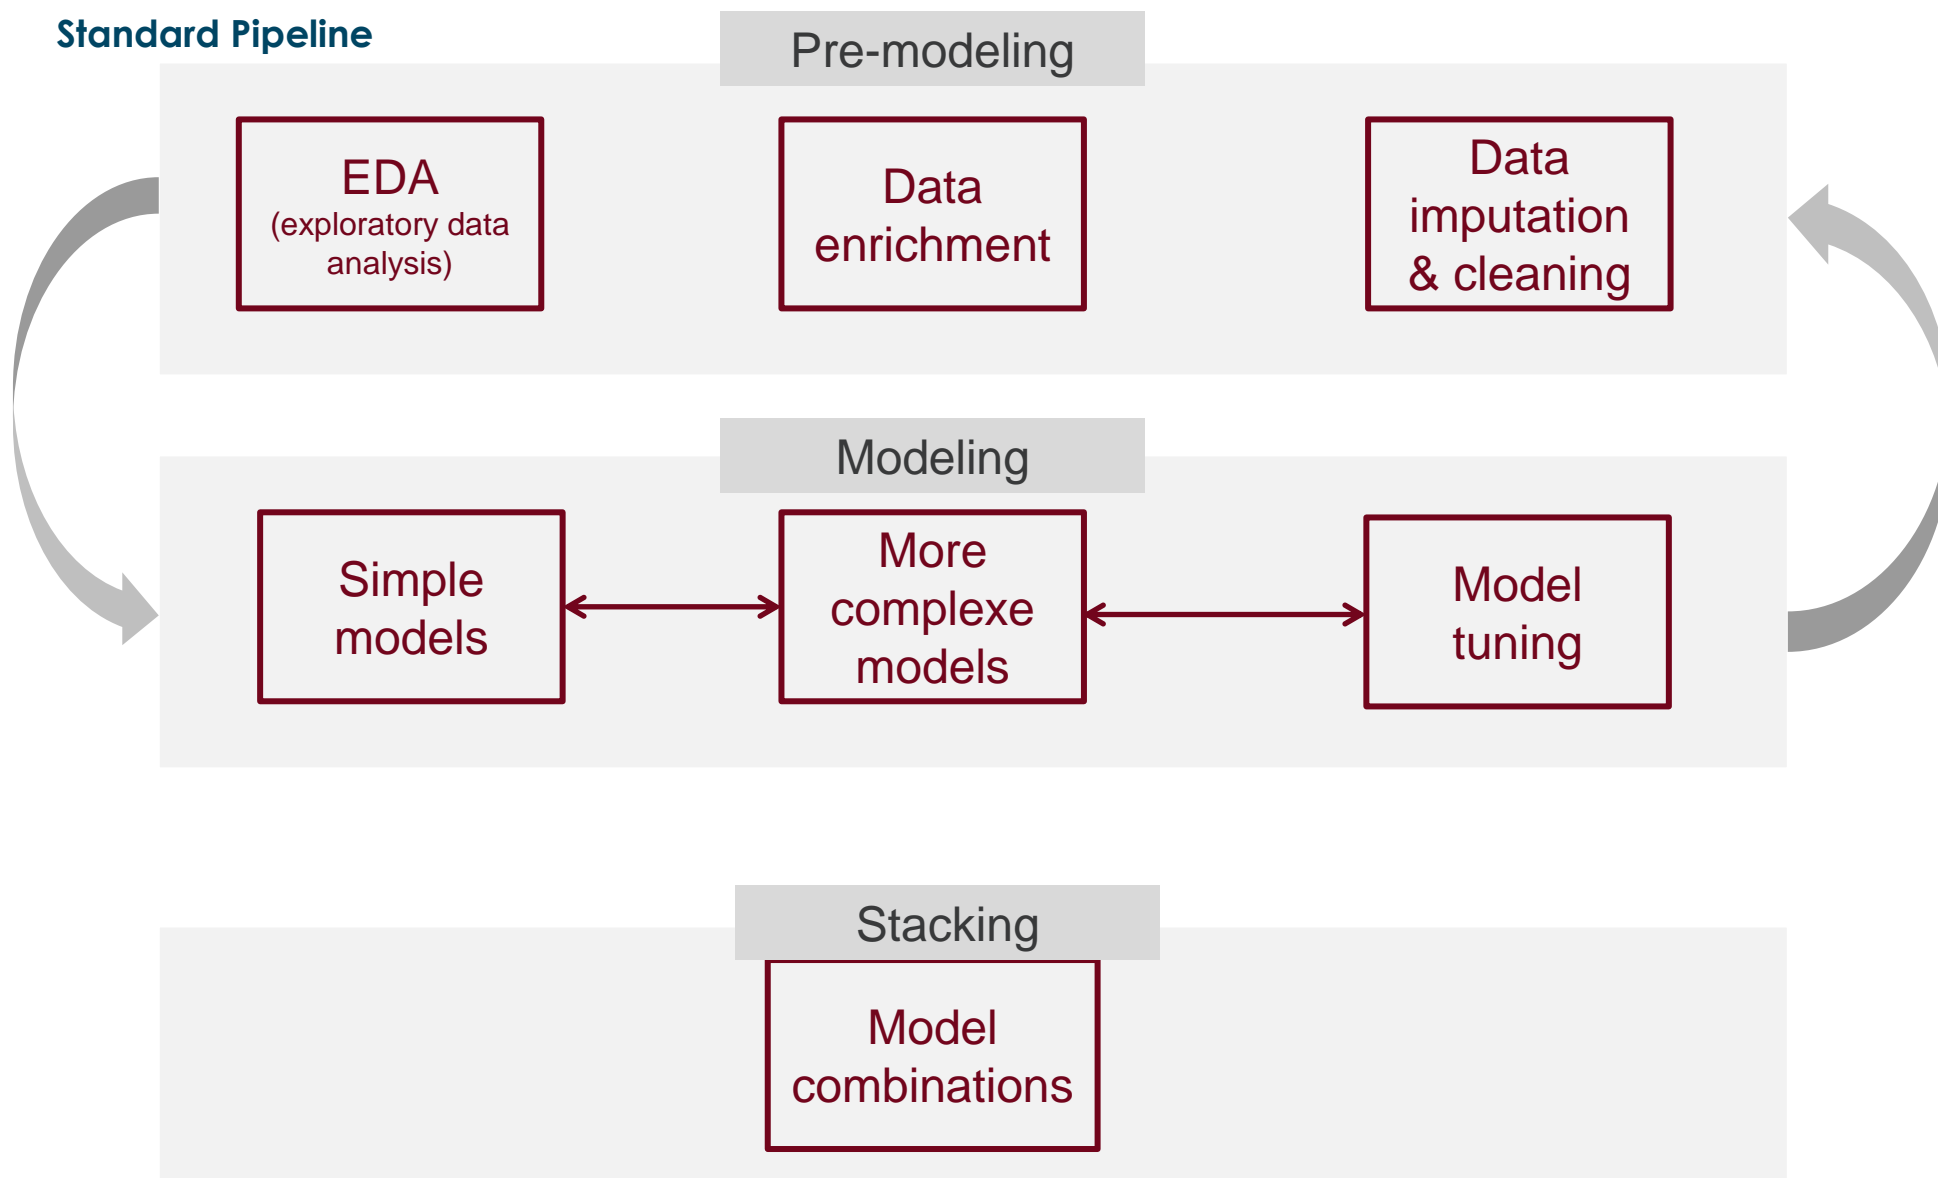 Standard Pipeline
Pre-modeling
EDA
(exploratory data
analysis)
Data
enrichment
Data
imputation
& cleaning
Modeling
Simple
models
More
complexe
models
Model
tuning
Stacking
Model
combinations